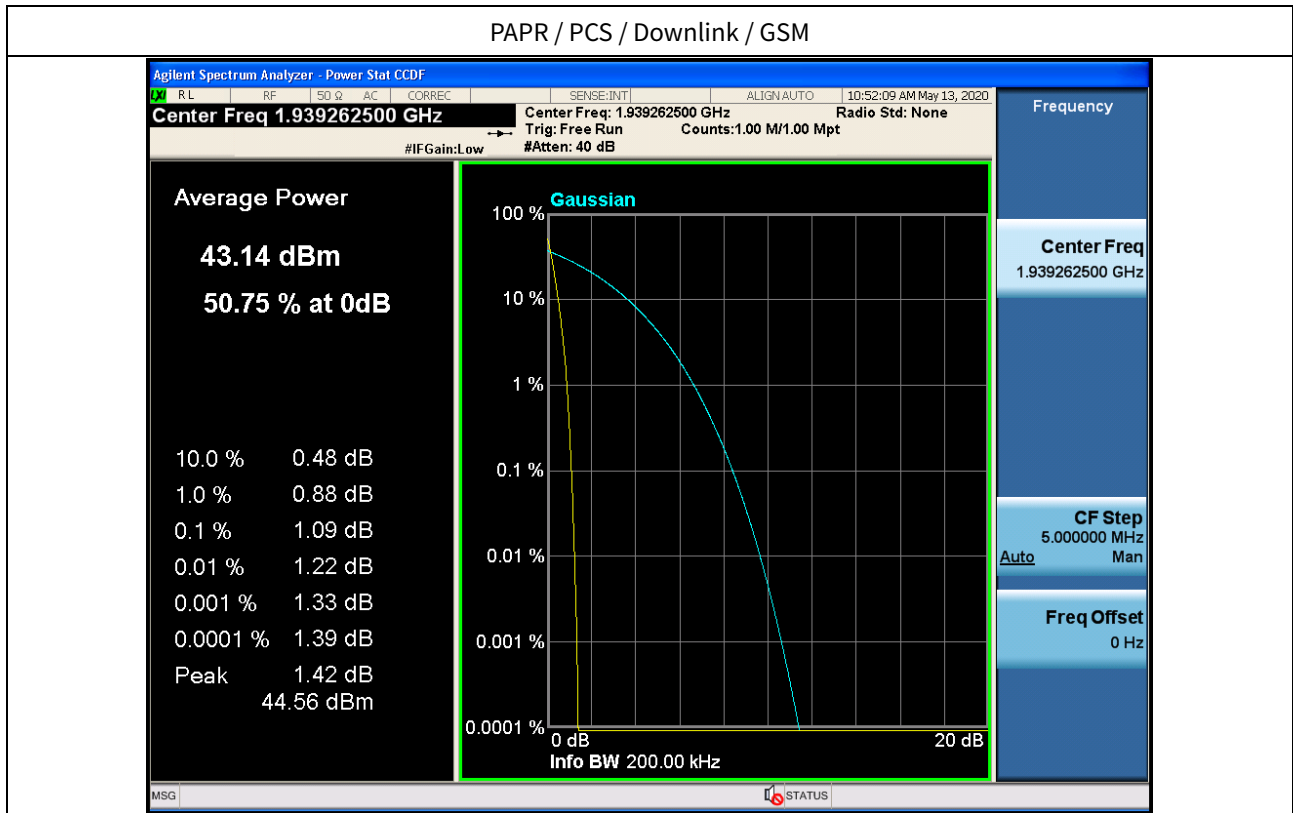 PAPR / PCS / Downlink / GSM
Agilent Spectrum Analyzer - Power Stat CCDF
LXI RL RF 50 Ω AC CORREC SENSE:INT ALIGN AUTO 10:52:09 AM May 13, 2020
Center Freq 1.939262500 GHz
#IFGain:Low
Center Freq: 1.939262500 GHz Radio Std: None
Trig: Free Run Counts:1.00 M/1.00 Mpt
#Atten: 40 dB
Frequency
Average Power
43.14 dBm
50.75 % at 0dB
10.0 % 0.48 dB
1.0 % 0.88 dB
0.1 % 1.09 dB
0.01 % 1.22 dB
0.001 % 1.33 dB
0.0001 % 1.39 dB
Peak 1.42 dB
44.56 dBm
Gaussian
100 %
10 %
1 %
0.1 %
0.01 %
0.001 %
0.0001 %
0 dB 20 dB
Info BW 200.00 kHz
Center Freq
1.939262500 GHz
CF Step
5.000000 MHz
Auto Man
Freq Offset
0 Hz
MSG STATUS